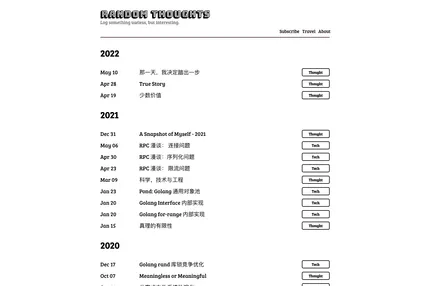 RANDOM THOUGHTS
Log something useless, but interesting.
Subscribe Travel About
2022
May 10 那一天，我决定踏出一步 Thought
Apr 28 True Story Thought
Apr 19 少数价值 Thought
2021
Dec 31 A Snapshot of Myself - 2021 Thought
May 06 RPC 漫谈： 连接问题 Tech
Apr 30 RPC 漫谈：序列化问题 Tech
Apr 23 RPC 漫谈： 限流问题 Tech
Mar 09 科学，技术与工程 Thought
Jan 23 Pond: Golang 通用对象池 Tech
Jan 20 Golang Interface 内部实现 Tech
Jan 20 Golang for-range 内部实现 Tech
Jan 15 真理的有限性 Thought
2020
Dec 17 Golang rand 库锁竞争优化 Tech
Oct 07 Meaningless or Meaningful Thought